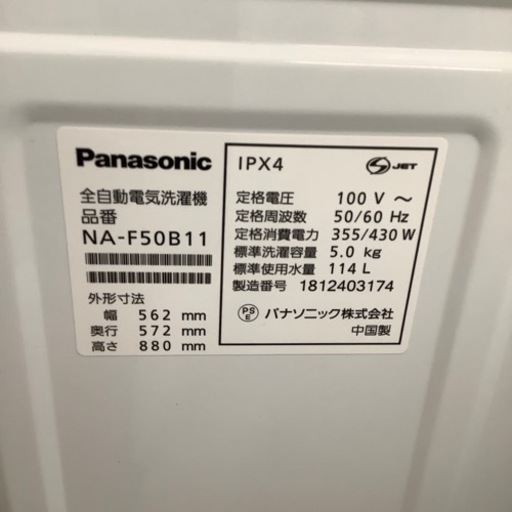 Panasonic
全自動電気洗濯機
品番
NA-F50B11
外形寸法
幅 562 mm
奥行 572 mm
高さ 880 mm
IPX4
S JET
定格電圧 100 V ～
定格周波数 50/60 Hz
定格消費電力 355/430 W
標準洗濯容量 5.0 kg
標準使用水量 114 L
製造番号 1812403174
PSE パナソニック株式会社
中国製